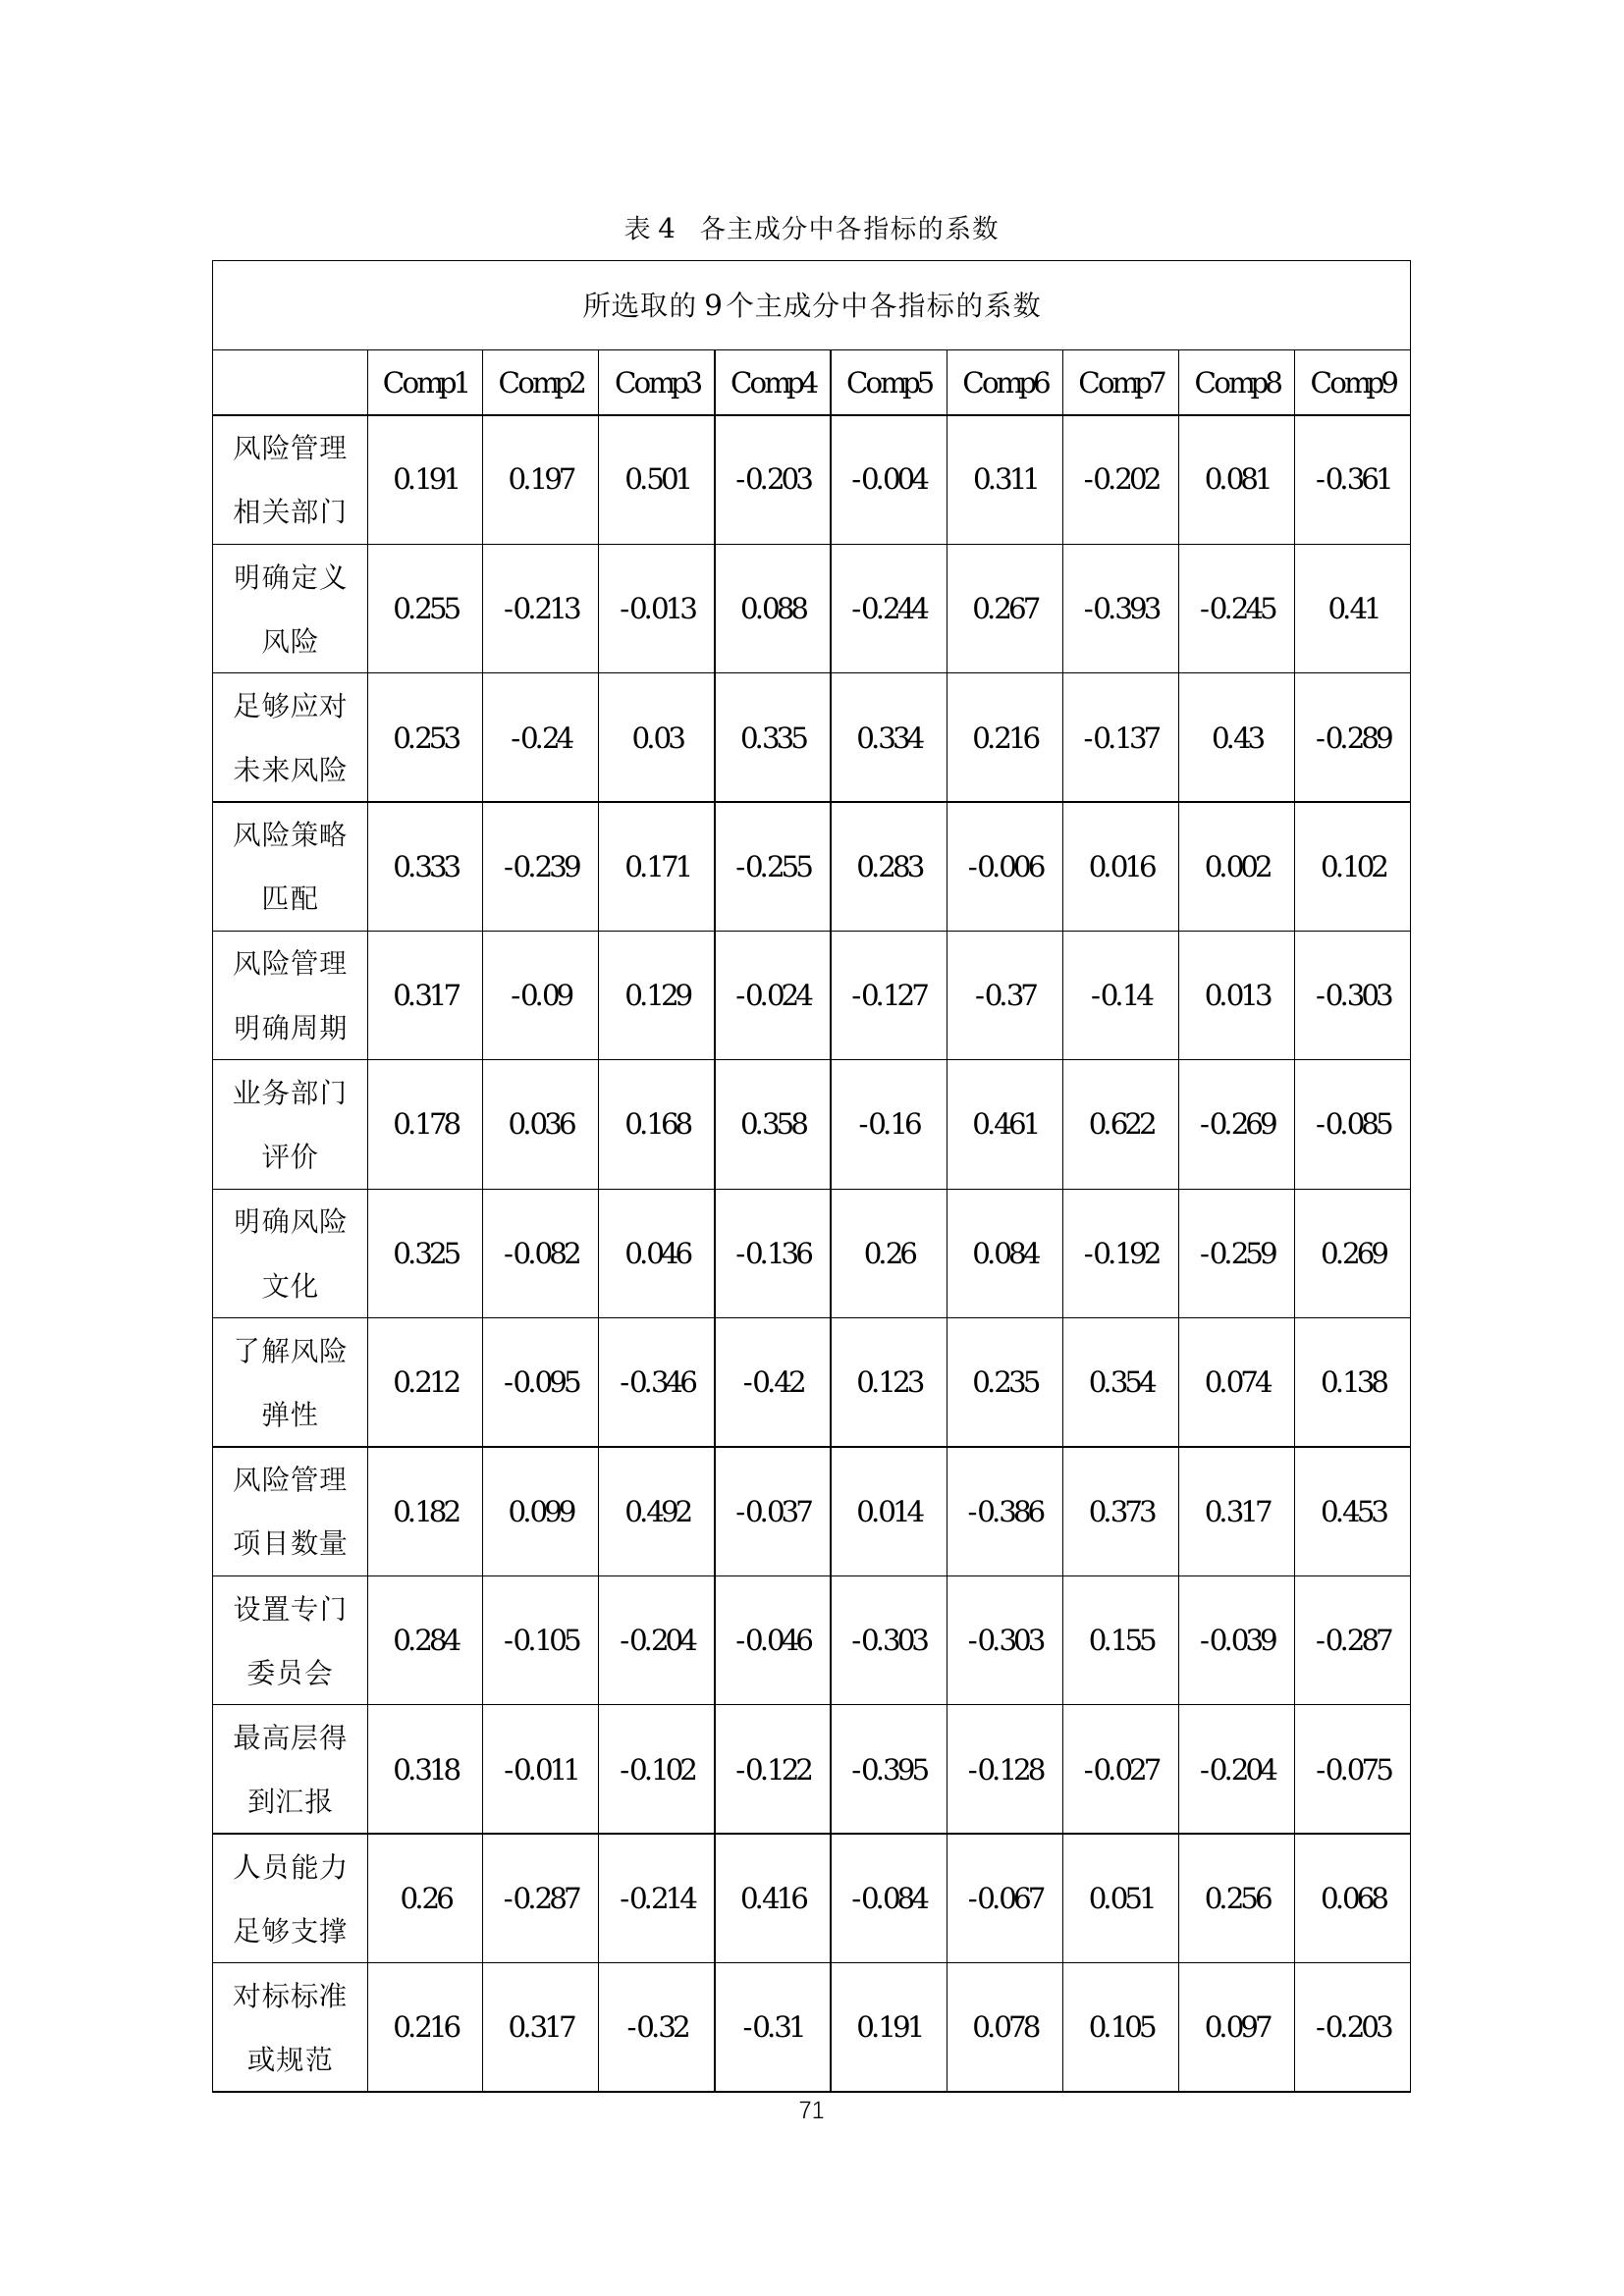 表 4 各主成分中各指标的系数
所选取的 9 个主成分中各指标的系数
Comp1 Comp2 Comp3 Comp4 Comp5 Comp6 Comp7 Comp8 Comp9
风险管理
相关部门
0.191 0.197 0.501 -0.203 -0.004 0.311 -0.202 0.081 -0.361
明确定义
风险
0.255 -0.213 -0.013 0.088 -0.244 0.267 -0.393 -0.245 0.41
足够应对
未来风险
0.253 -0.24 0.03 0.335 0.334 0.216 -0.137 0.43 -0.289
风险策略
匹配
0.333 -0.239 0.171 -0.255 0.283 -0.006 0.016 0.002 0.102
风险管理
明确周期
0.317 -0.09 0.129 -0.024 -0.127 -0.37 -0.14 0.013 -0.303
业务部门
评价
0.178 0.036 0.168 0.358 -0.16 0.461 0.622 -0.269 -0.085
明确风险
文化
0.325 -0.082 0.046 -0.136 0.26 0.084 -0.192 -0.259 0.269
了解风险
弹性
0.212 -0.095 -0.346 -0.42 0.123 0.235 0.354 0.074 0.138
风险管理
项目数量
0.182 0.099 0.492 -0.037 0.014 -0.386 0.373 0.317 0.453
设置专门
委员会
0.284 -0.105 -0.204 -0.046 -0.303 -0.303 0.155 -0.039 -0.287
最高层得
到汇报
0.318 -0.011 -0.102 -0.122 -0.395 -0.128 -0.027 -0.204 -0.075
人员能力
足够支撑
0.26 -0.287 -0.214 0.416 -0.084 -0.067 0.051 0.256 0.068
对标标准
或规范
0.216 0.317 -0.32 -0.31 0.191 0.078 0.105 0.097 -0.203
71